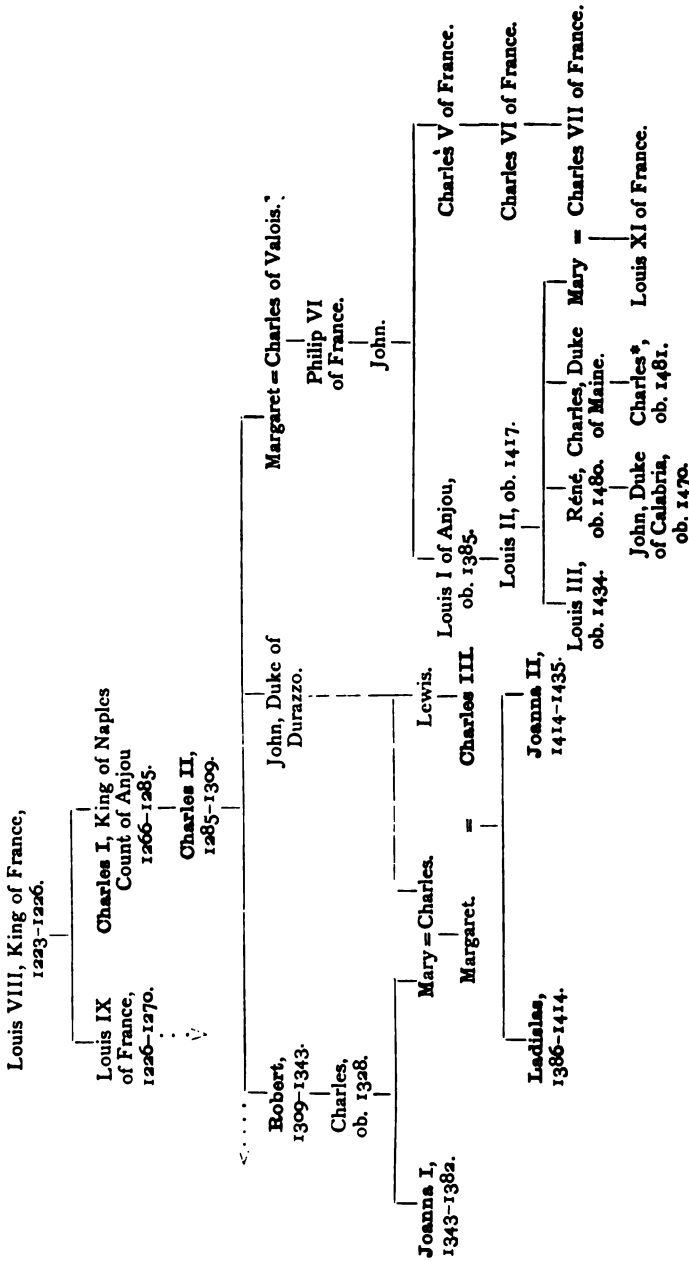 Louis VIII, King of France,
1223–1226.
Louis IX
of France,
1226–1270.
Charles I, King of Naples
Count of Anjou
1266–1285.
Charles II,
1285–1309.
Robert,
1309–1343.
Charles,
ob. 1328.
John, Duke of
Durazzo.
Margaret = Charles of Valois.
Philip VI
of France.
John.
Joanna I,
1343–1382.
Mary = Charles.
Margaret.
Lewis.
Charles III.
=
Ladislas,
1386–1414.
Joanna II,
1414–1435.
Louis I of Anjou,
ob. 1385.
Louis II, ob. 1417.
Charles V of France.
Charles VI of France.
Louis III,
ob. 1434.
Réné,
ob. 1480.
Charles, Duke
of Maine.
Mary = Charles VII of France.
John, Duke
of Calabria,
ob. 1470.
Charles*,
ob. 1481.
Louis XI of France.